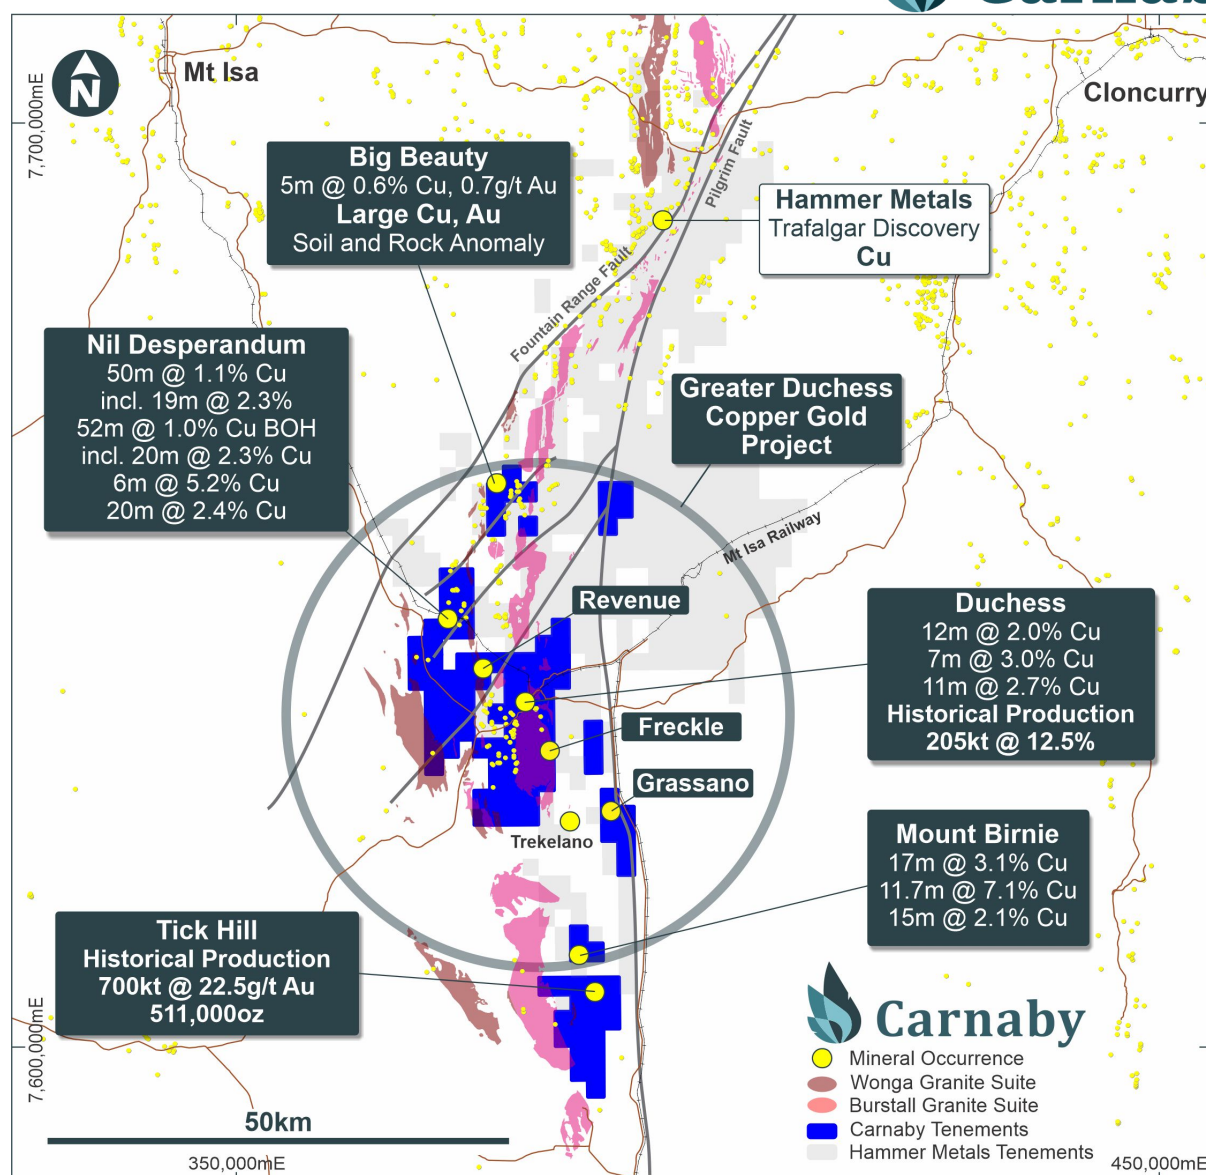 N
Mt Isa
Cloncurry
7,700,000mE
Big Beauty
5m @ 0.6% Cu, 0.7g/t Au
Large Cu, Au
Soil and Rock Anomaly
Pilgrim Fault
Hammer Metals
Trafalgar Discovery
Cu
Fountain Range Fault
Nil Desperandum
50m @ 1.1% Cu
incl. 19m @ 2.3%
52m @ 1.0% Cu BOH
incl. 20m @ 2.3% Cu
6m @ 5.2% Cu
20m @ 2.4% Cu
Greater Duchess
Copper Gold
Project
Mt Isa Railway
Revenue
Duchess
12m @ 2.0% Cu
7m @ 3.0% Cu
11m @ 2.7% Cu
Historical Production
205kt @ 12.5%
Freckle
Grassano
Trekelano
Mount Birnie
17m @ 3.1% Cu
11.7m @ 7.1% Cu
15m @ 2.1% Cu
Tick Hill
Historical Production
700kt @ 22.5g/t Au
511,000oz
Carnaby
Mineral Occurrence
Wonga Granite Suite
Burstall Granite Suite
Carnaby Tenements
Hammer Metals Tenements
7,600,000mE
50km
350,000mE
450,000mE